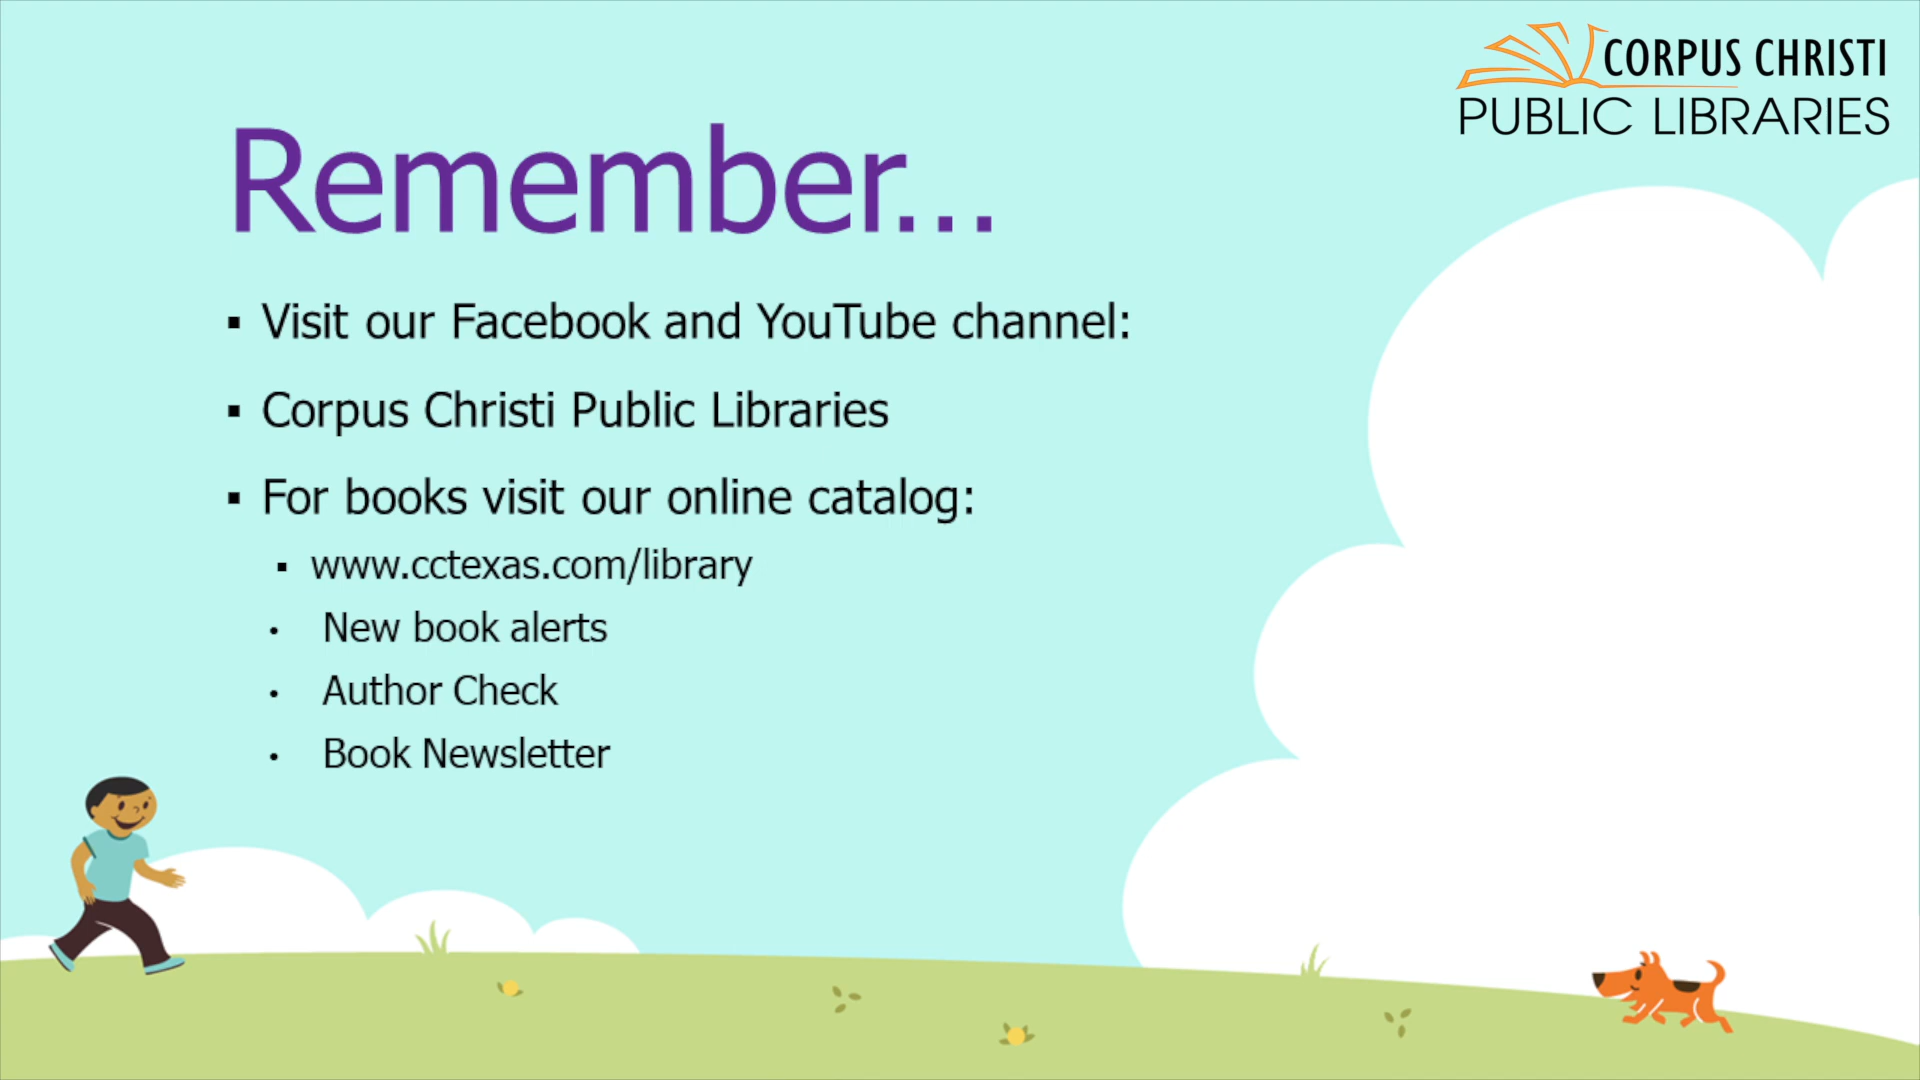 CORPUS CHRISTI
PUBLIC LIBRARIES
Remember...
▪ Visit our Facebook and YouTube channel:
▪ Corpus Christi Public Libraries
▪ For books visit our online catalog:
▪ www.cctexas.com/library
• New book alerts
• Author Check
• Book Newsletter